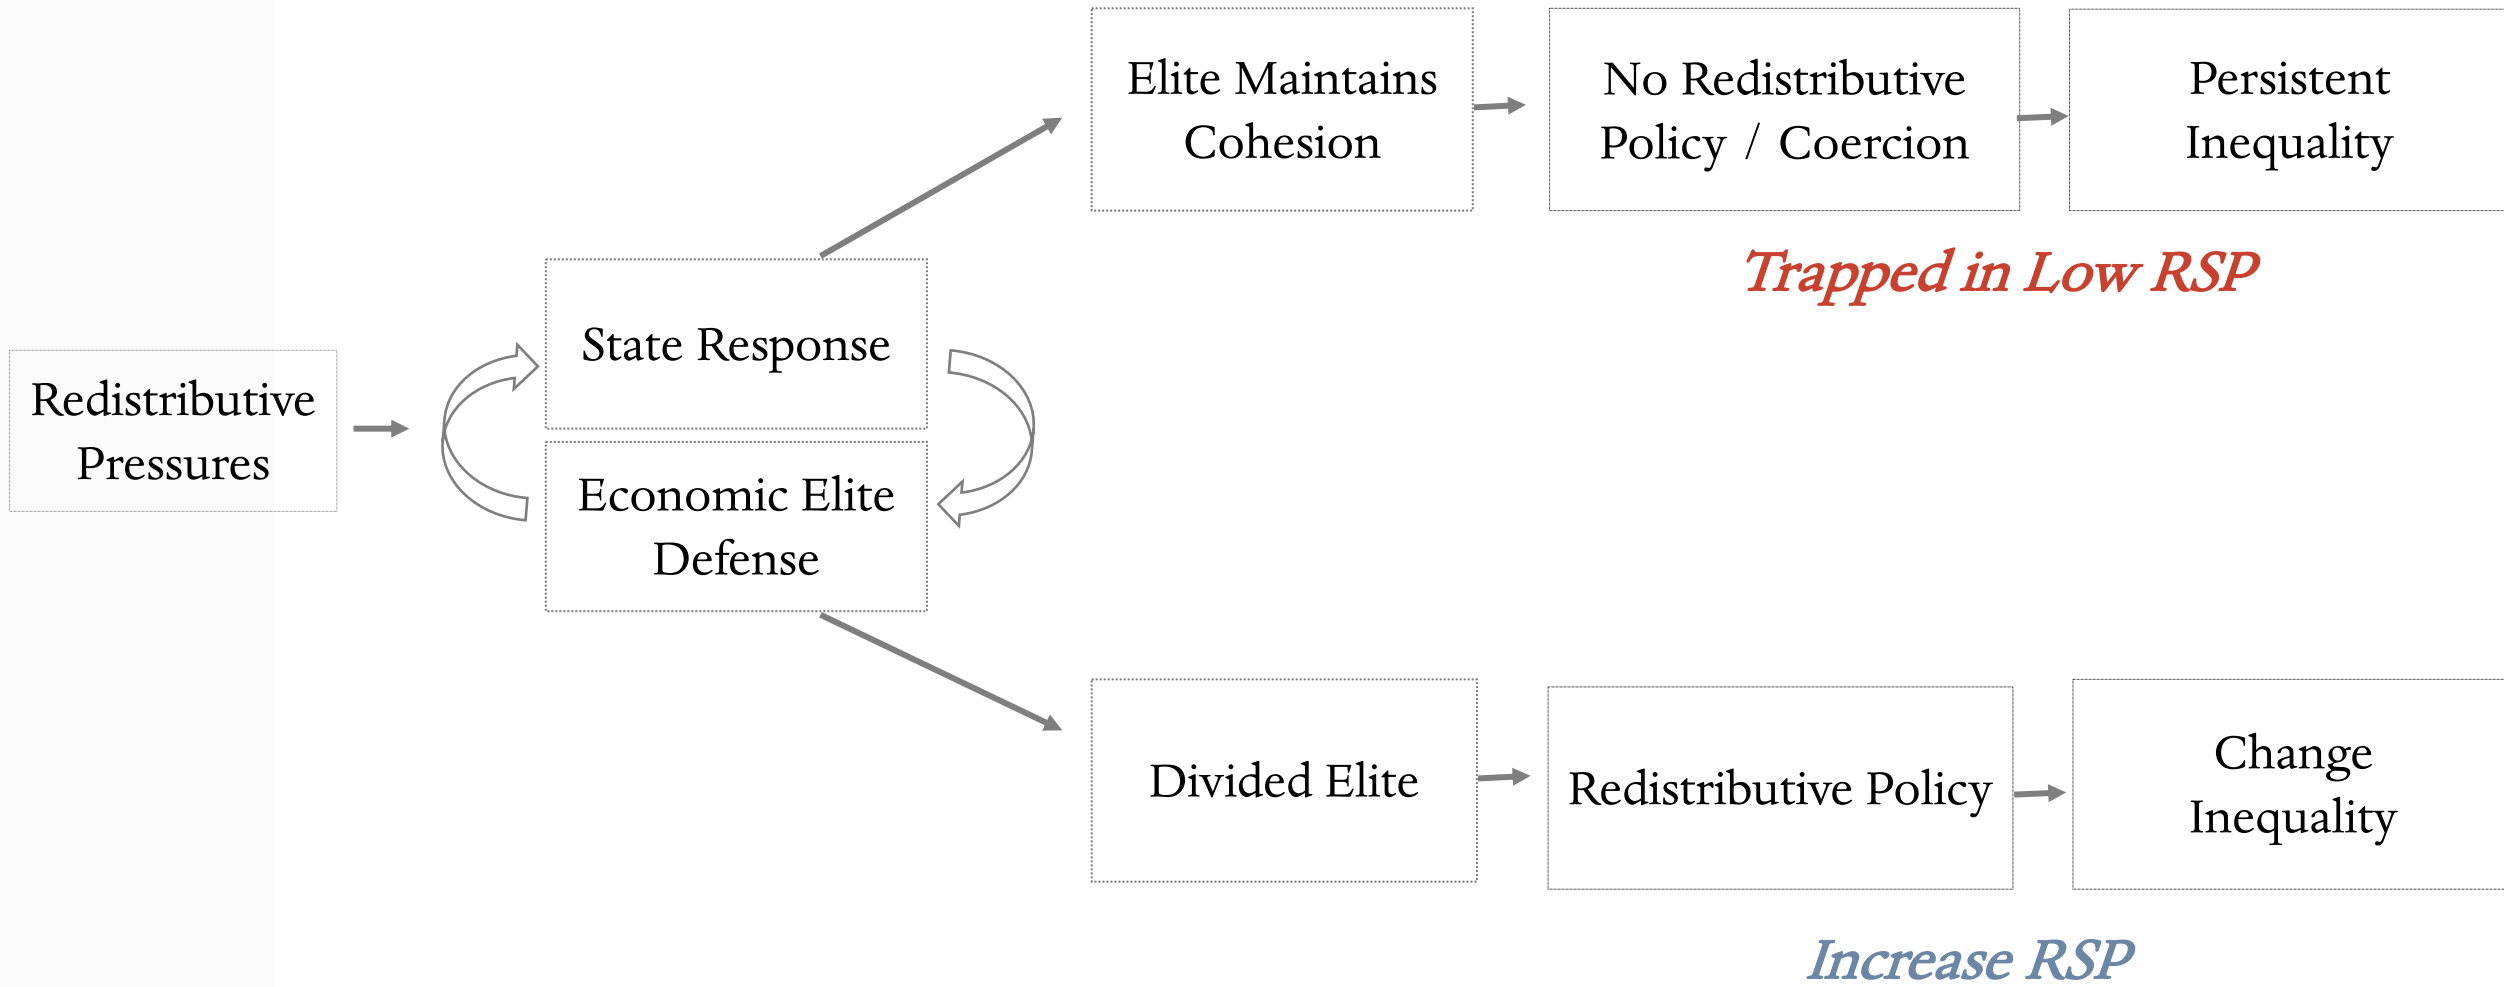 Redistributive
Pressures
State Response
Economic Elite
Defense
Elite Maintains
Cohesion
No Redistributive
Policy / Coercion
Persistent
Inequality
Trapped in Low RSP
Divided Elite
Redistributive Policy
Change
Inequality
Increase RSP